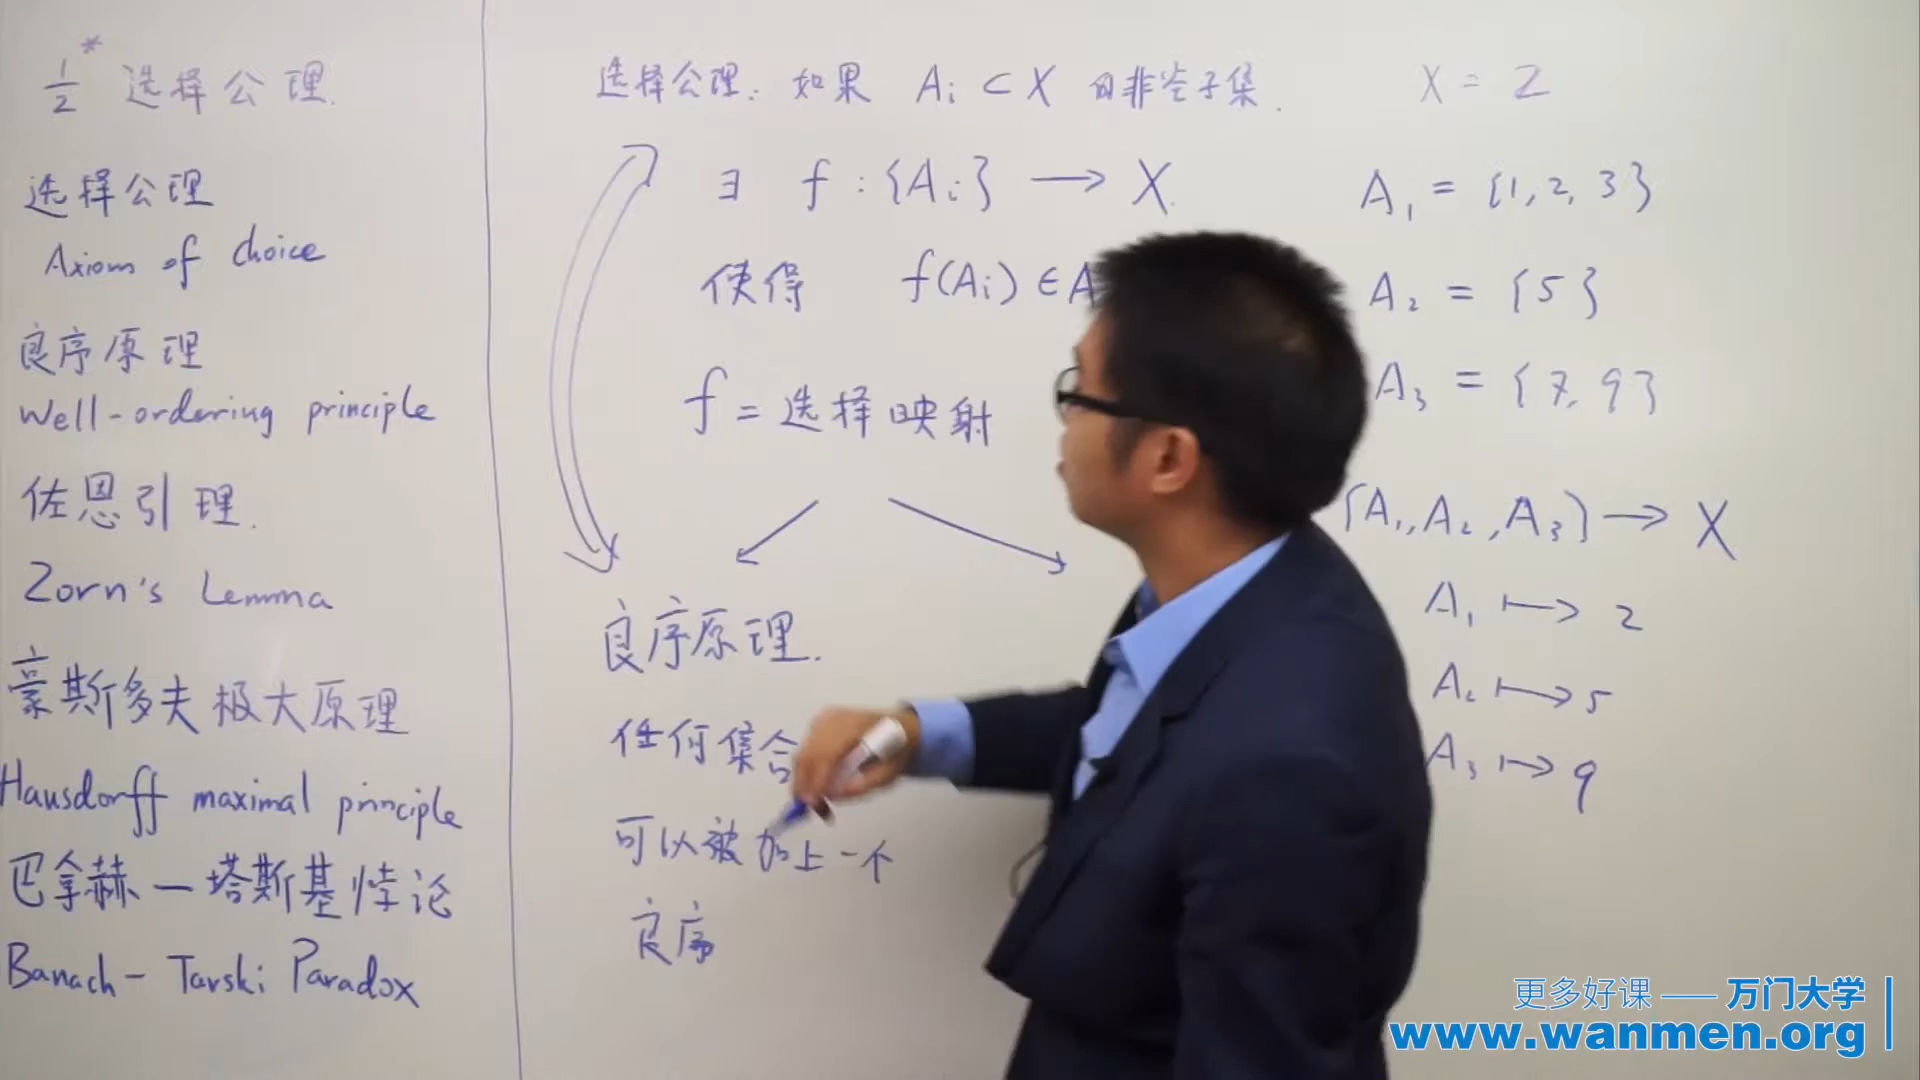 1/2* 选择公理.
选择公理
Axiom of choice
良序原理
Well-ordering principle
佐恩引理.
Zorn's Lemma
豪斯多夫极大原理
Hausdorff maximal principle
巴拿赫—塔斯基悖论
Banach-Tarski Paradox
选择公理: 如果 Ai ⊂ X 的非空子集.
∃ f : {Ai} → X.
使得 f(Ai) ∈ A
f = 选择映射
良序原理.
任何集合
可以被加上一个
良序
X = Z
A₁ = {1, 2, 3}
A₂ = {5}
A₃ = {7, 9}
{A₁, A₂, A₃} → X
A₁ ↦ 2
A₂ ↦ 5
A₃ ↦ 9
更多好课 —— 万门大学
www.wanmen.org